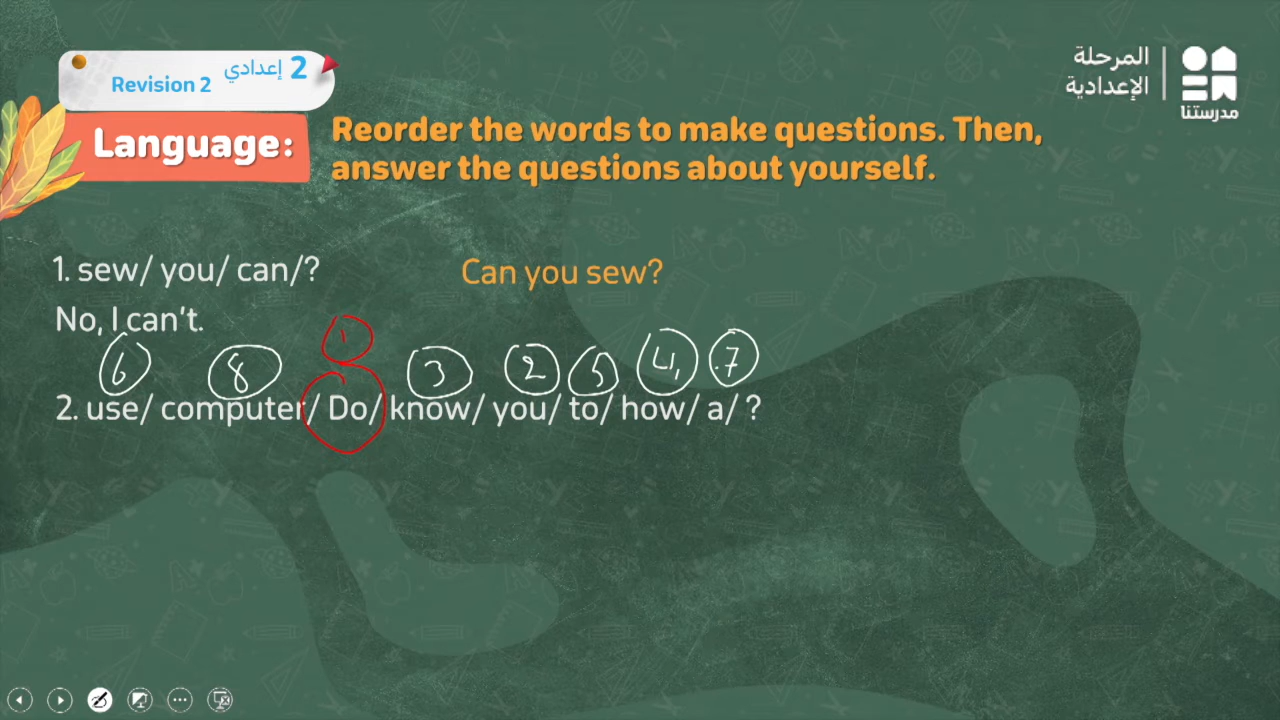 2 إعدادي
Revision 2
المرحلة
الإعدادية
مدرستنا
Language:
Reorder the words to make questions. Then,
answer the questions about yourself.
1. sew/ you/ can/?
Can you sew?
No, I can't.
6 8 1 3 2 5 4 7
2. use/ computer/ Do/ know/ you/ to/ how/ a/ ?